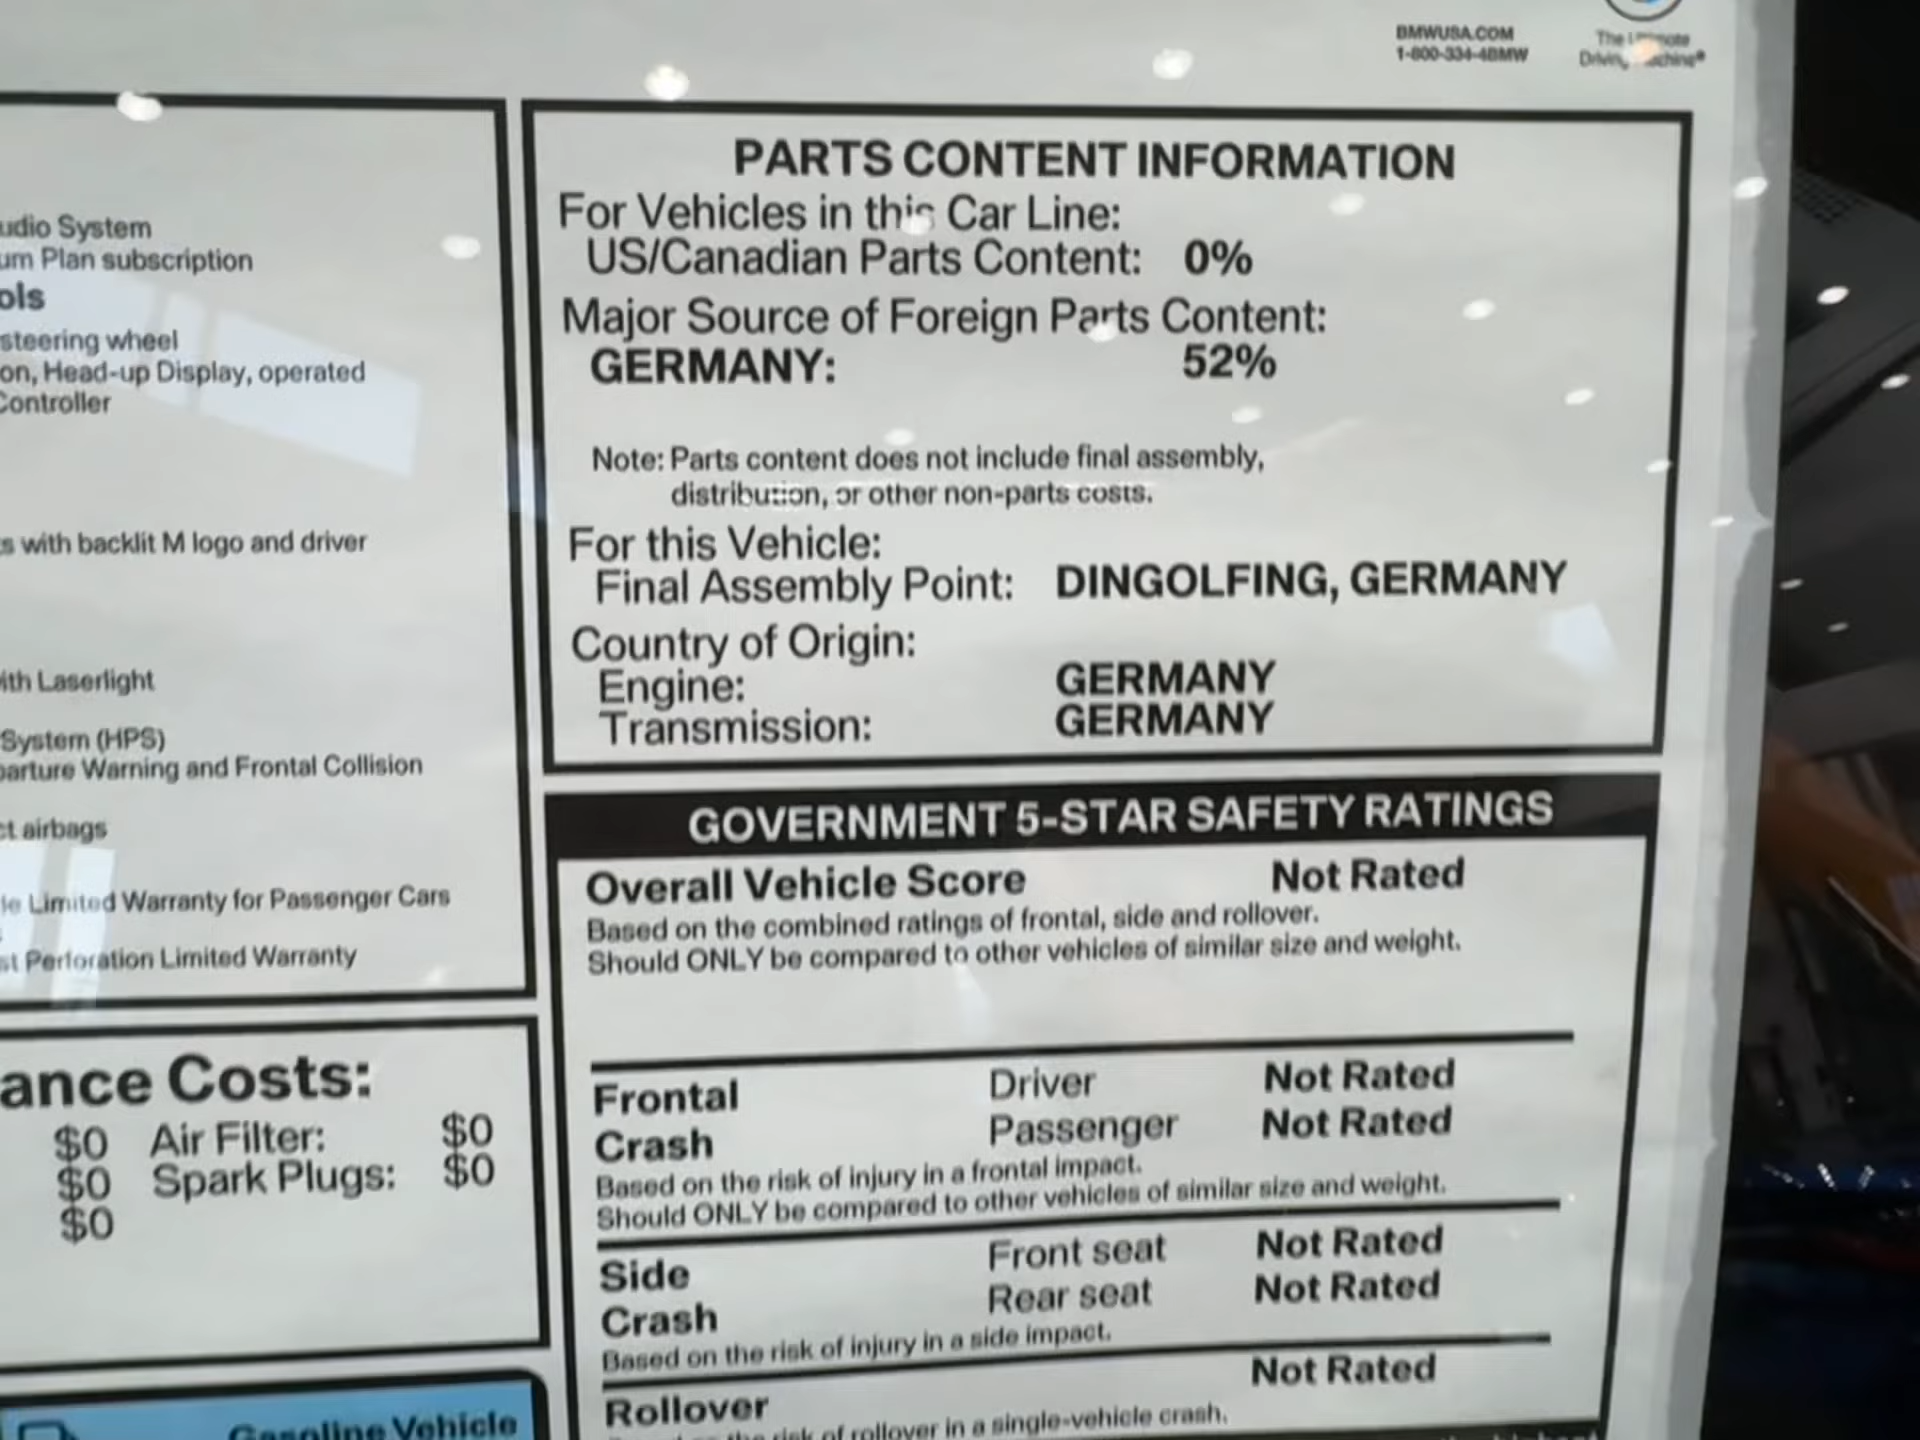 BMWUSA.COM
1-800-334-4BMW
The
PARTS CONTENT INFORMATION
For Vehicles in this Car Line:
US/Canadian Parts Content: 0%
Major Source of Foreign Parts Content:
GERMANY: 52%
Note: Parts content does not include final assembly,
distribution, or other non-parts costs.
For this Vehicle:
Final Assembly Point: DINGOLFING, GERMANY
Country of Origin:
Engine: GERMANY
Transmission: GERMANY
GOVERNMENT 5-STAR SAFETY RATINGS
Overall Vehicle Score Not Rated
Based on the combined ratings of frontal, side and rollover.
Should ONLY be compared to other vehicles of similar size and weight.
Frontal Driver Not Rated
Crash Passenger Not Rated
Based on the risk of injury in a frontal impact.
Should ONLY be compared to other vehicles of similar size and weight.
Side Front seat Not Rated
Crash Rear seat Not Rated
Based on the risk of injury in a side impact.
Rollover Not Rated
risk of rollover in a single-vehicle crash.
udio System
um Plan subscription
ols
steering wheel
on, Head-up Display, operated
Controller
s with backlit M logo and driver
ith Laserlight
System (HPS)
parture Warning and Frontal Collision
ct airbags
le Limited Warranty for Passenger Cars
st Perforation Limited Warranty
ance Costs:
$0 Air Filter: $0
$0 Spark Plugs: $0
$0
Gasoline Vehicle